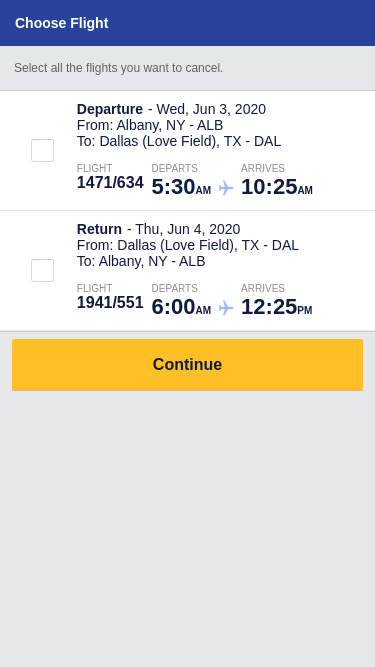 Choose Flight
Select all the flights you want to cancel.
Departure - Wed, Jun 3, 2020
From: Albany, NY - ALB
To: Dallas (Love Field), TX - DAL
FLIGHT DEPARTS ARRIVES
1471/634 5:30AM 10:25AM
Return - Thu, Jun 4, 2020
From: Dallas (Love Field), TX - DAL
To: Albany, NY - ALB
FLIGHT DEPARTS ARRIVES
1941/551 6:00AM 12:25PM
Continue